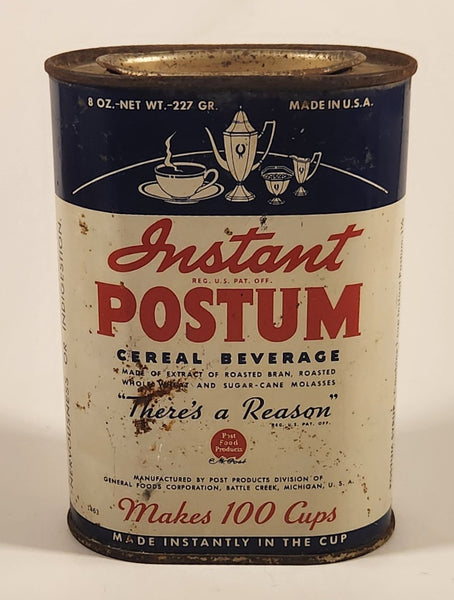 8 OZ.-NET WT.-227 GR. MADE IN U.S.A.
Instant
REG. U.S. PAT. OFF.
POSTUM
CEREAL BEVERAGE
MADE OF EXTRACT OF ROASTED BRAN, ROASTED
WHOLE WHEAT AND SUGAR-CANE MOLASSES
"There's a Reason"
REG. U.S. PAT. OFF.
Post
Food
Products
MANUFACTURED BY POST PRODUCTS DIVISION OF
GENERAL FOODS CORPORATION, BATTLE CREEK, MICHIGAN, U. S. A.
Makes 100 Cups
MADE INSTANTLY IN THE CUP
OR INDIGESTION